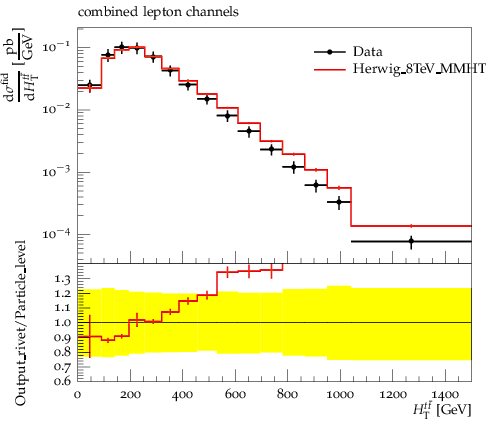 combined lepton channels
dσ^fid / dH_T^tt̄ [pb / GeV]
10^−1
10^−2
10^−3
10^−4
Data
Herwig_8TeV_MMHT
Output_rivet/Particle_level
1.3
1.2
1.1
1.0
0.9
0.8
0.7
0.6
0 200 400 600 800 1000 1200 1400
H_T^tt̄ [GeV]